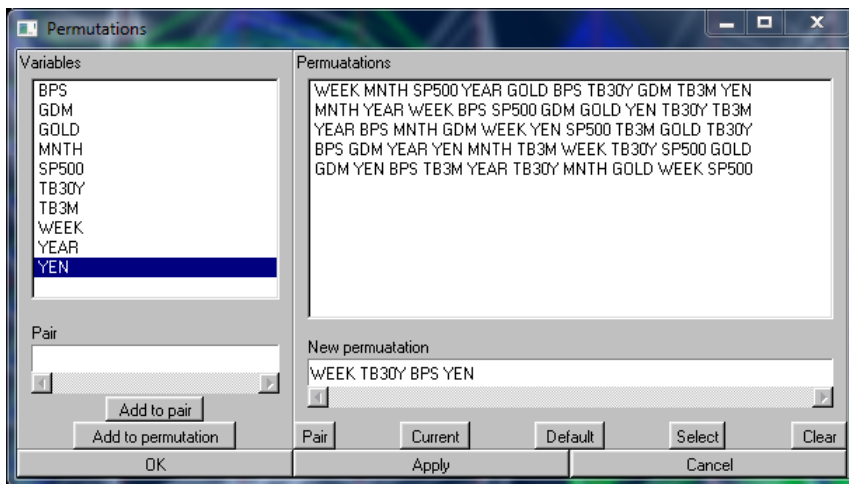 Permutations
Variables
BPS
GDM
GOLD
MNTH
SP500
TB30Y
TB3M
WEEK
YEAR
YEN
Pair
Add to pair
Add to permutation
Permuatations
WEEK MNTH SP500 YEAR GOLD BPS TB30Y GDM TB3M YEN
MNTH YEAR WEEK BPS SP500 GDM GOLD YEN TB30Y TB3M
YEAR BPS MNTH GDM WEEK YEN SP500 TB3M GOLD TB30Y
BPS GDM YEAR YEN MNTH TB3M WEEK TB30Y SP500 GOLD
GDM YEN BPS TB3M YEAR TB30Y MNTH GOLD WEEK SP500
New permuatation
WEEK TB30Y BPS YEN
Pair Current Default Select Clear
OK Apply Cancel